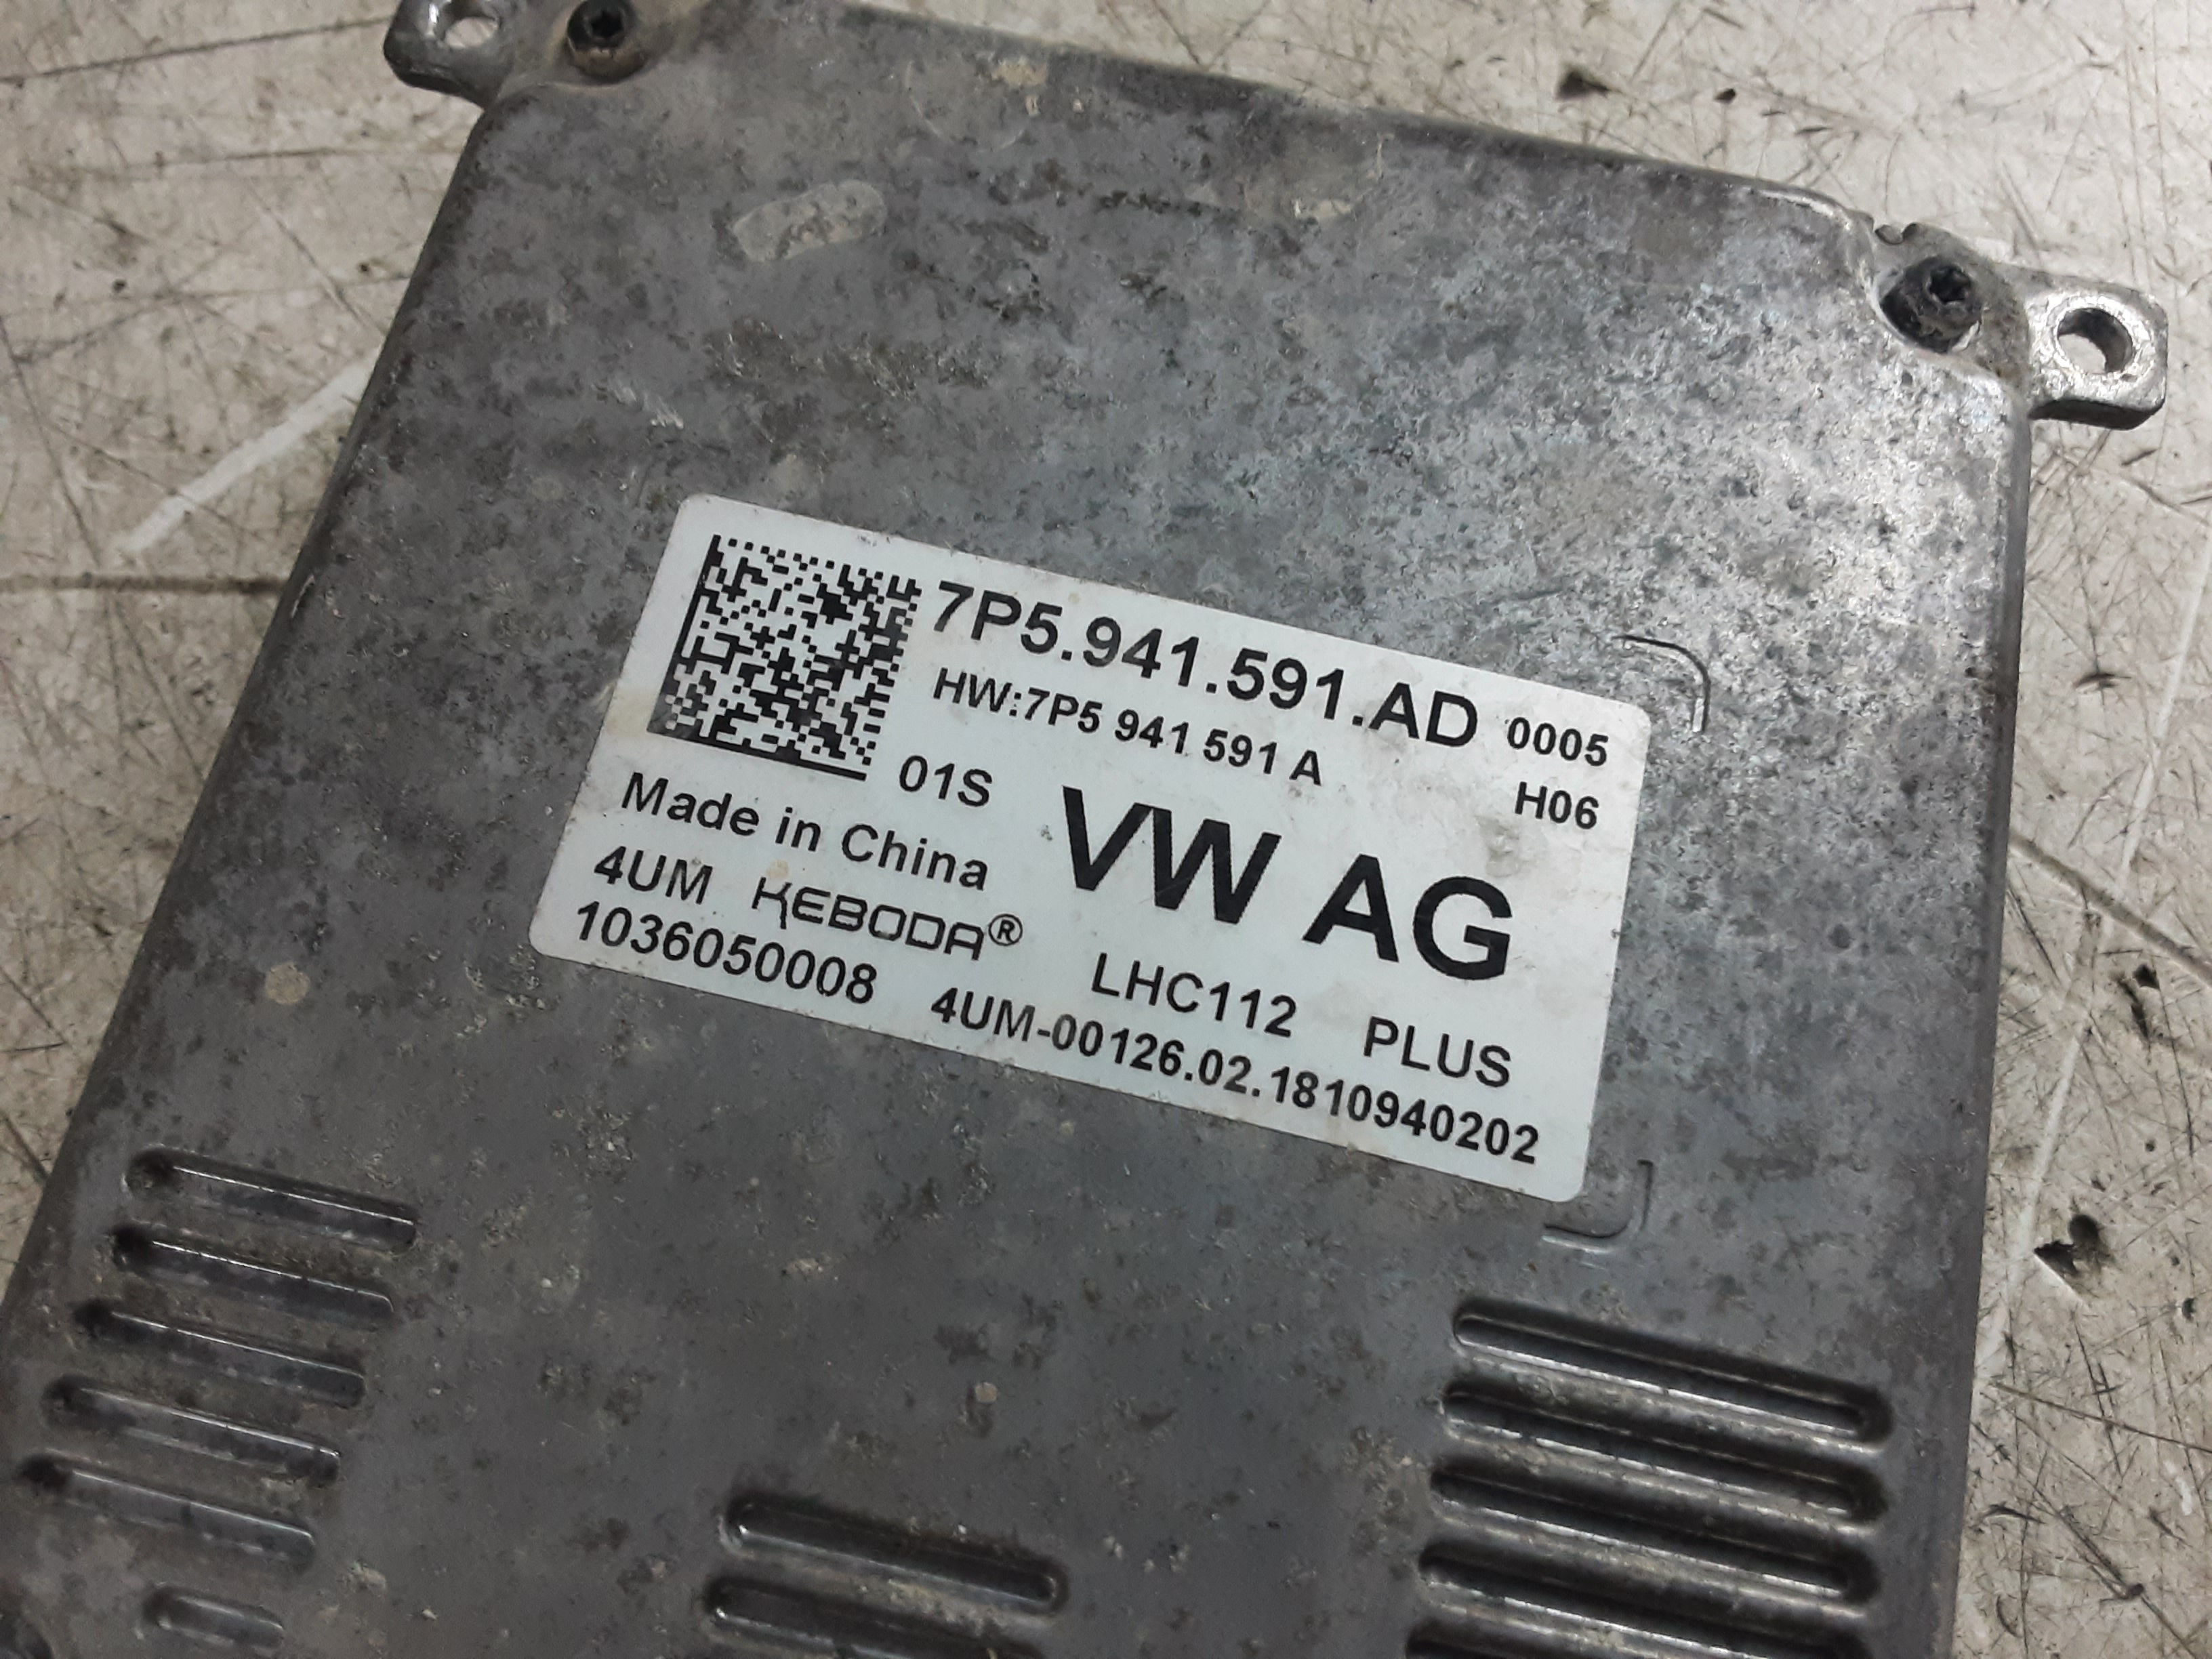 7P5.941.591.AD 0005
HW:7P5 941 591 A H06
01S VW AG
Made in China
4UM KEBODA® LHC112 PLUS
1036050008 4UM-00126.02.1810940202